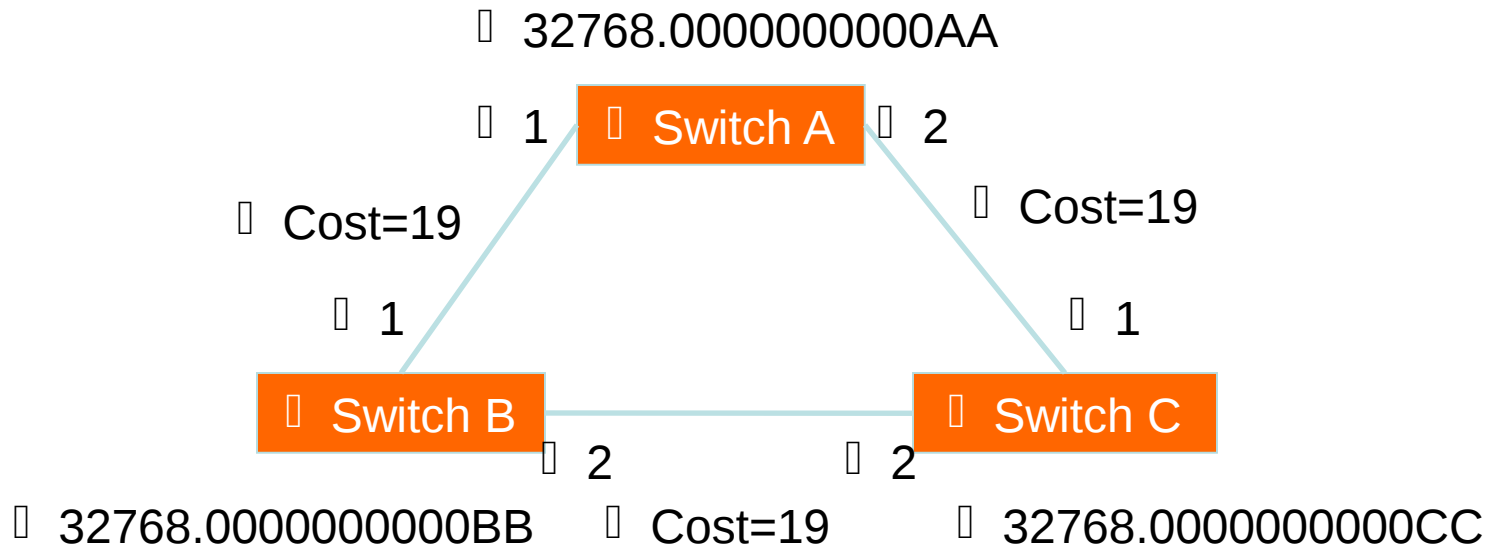 32768.0000000000AA
1 Switch A 2
Cost=19 Cost=19
1 1
Switch B Switch C
2 2
32768.0000000000BB Cost=19 32768.0000000000CC